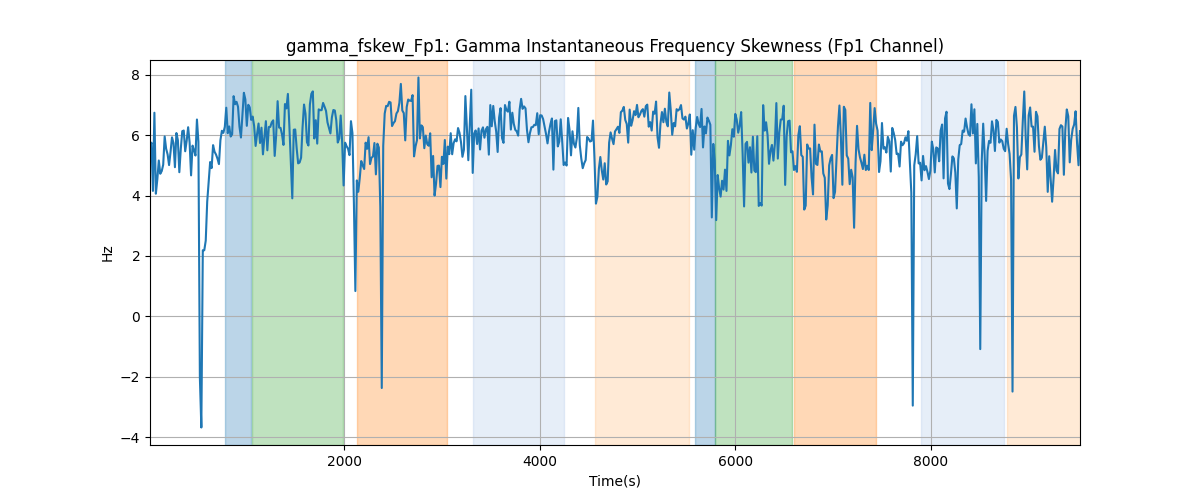 gamma_fskew_Fp1: Gamma Instantaneous Frequency Skewness (Fp1 Channel)
8
6
4
2
0
−2
−4
Hz
2000 4000 6000 8000
Time(s)